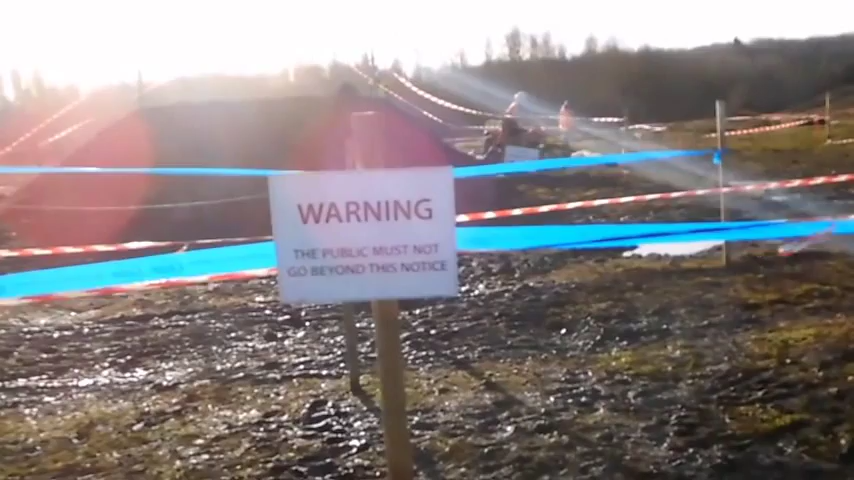 WARNING
THE PUBLIC MUST NOT
GO BEYOND THIS NOTICE